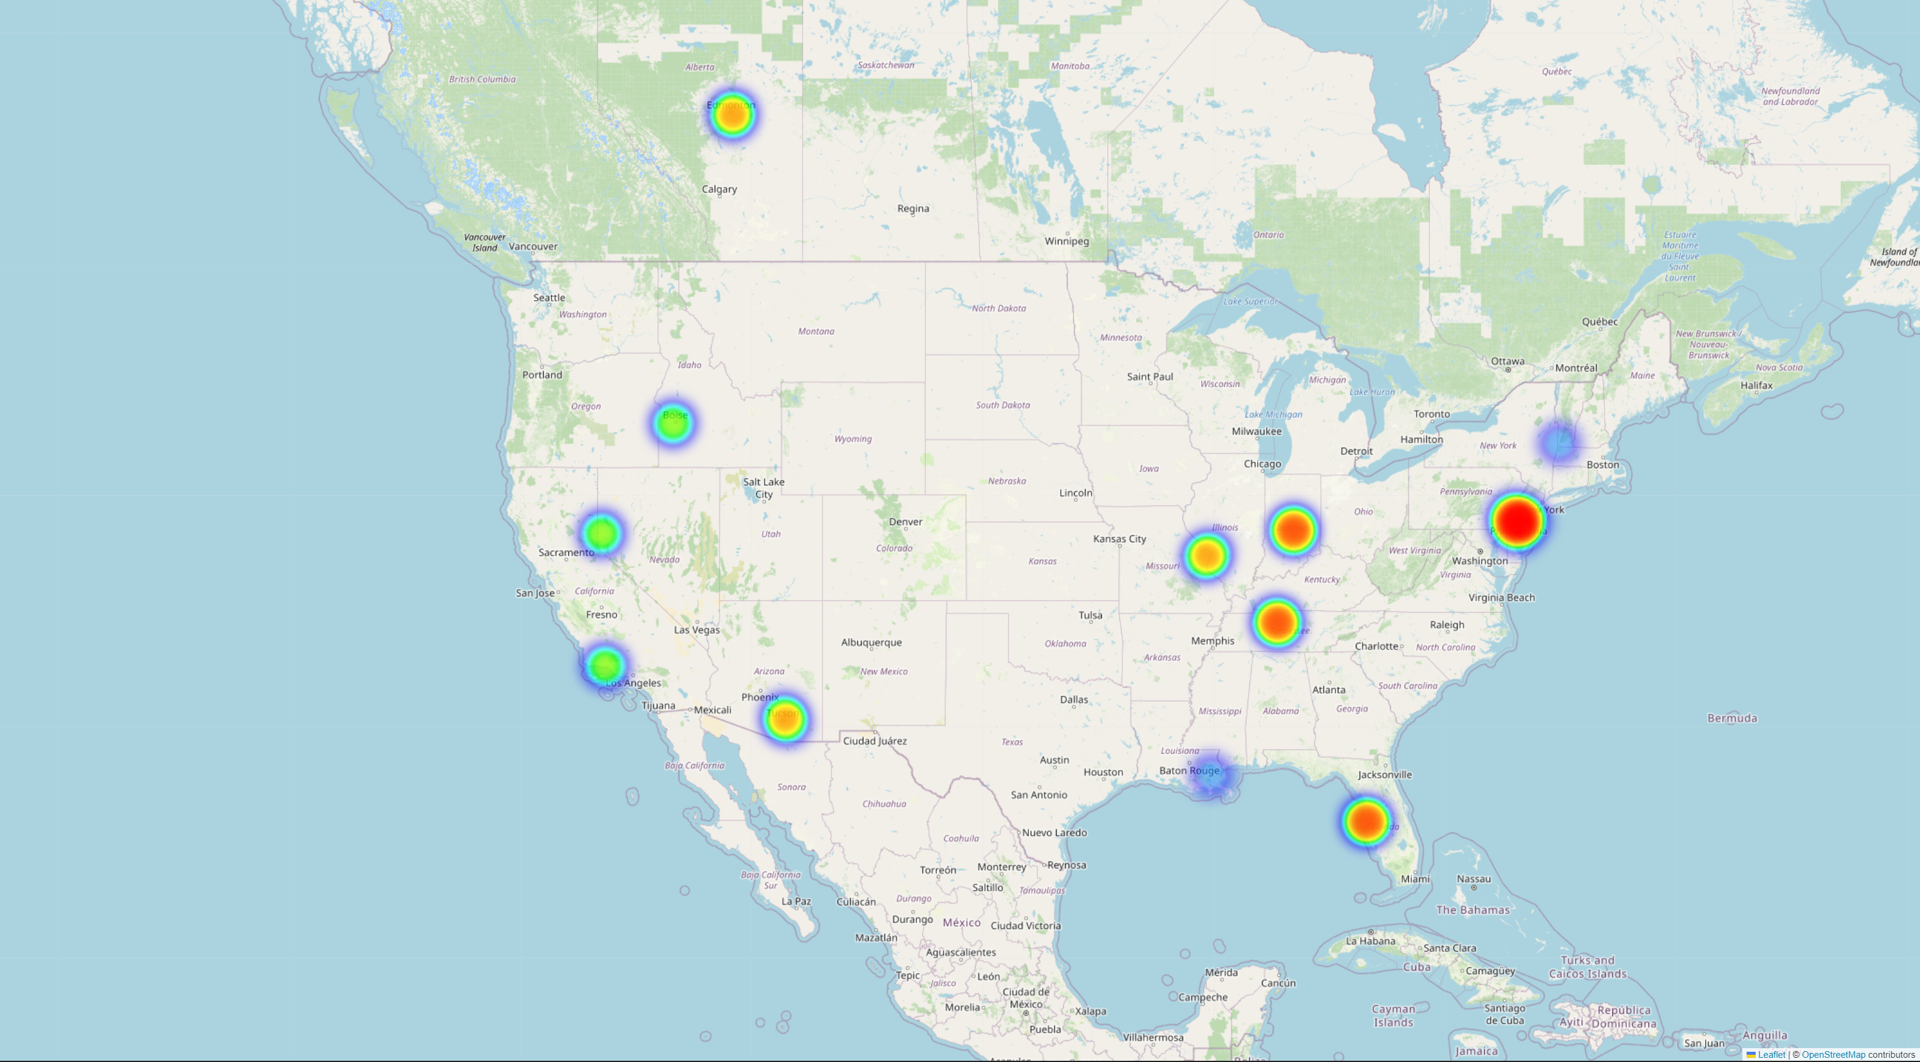 Alberta
Saskatchewan
Manitoba
Québec
British Columbia
Newfoundland
and Labrador
Edmonton
Calgary
Regina
Winnipeg
Ontario
Vancouver
Island
Vancouver
Estuaire
Maritime
du Fleuve
Saint
Laurent
Island of
Newfoundlan
Seattle
Washington
Montana
North Dakota
Minnesota
Lake Superior
Québec
New Brunswick /
Nouveau-
Brunswick
Ottawa
Montréal
Nova Scotia
Maine
Halifax
Portland
Idaho
Saint Paul
Wisconsin
Michigan
Lake Huron
Oregon
Boise
South Dakota
Lake Michigan
Toronto
Hamilton
Wyoming
Milwaukee
Detroit
New York
Chicago
Boston
Iowa
Salt Lake
City
Nebraska
Lincoln
Pennsylvania
York
Denver
Illinois
Ohio
Utah
Colorado
Kansas City
Sacramento
Nevada
Kansas
Missouri
West Virginia
Washington
Virginia
Kentucky
San Jose
California
Virginia Beach
Fresno
Las Vegas
Tulsa
Raleigh
Albuquerque
Oklahoma
Memphis
Charlotte
North Carolina
Arizona
New Mexico
Arkansas
Los Angeles
Phoenix
Tucson
Dallas
Atlanta
South Carolina
Tijuana
Mexicali
Mississippi
Alabama
Georgia
Bermuda
Ciudad Juárez
Texas
Louisiana
Baton Rouge
Baja California
Austin
Houston
Jacksonville
Sonora
San Antonio
Chihuahua
Coahuila
Nuevo Laredo
Reynosa
Torreón
Monterrey
Saltillo
Tamaulipas
Miami
Nassau
Baja California
Sur
La Paz
Culiacán
Durango
Durango
México
Ciudad Victoria
The Bahamas
Mazatlán
La Habana
Santa Clara
Aguascalientes
Cuba
Camaguey
Turks and
Caicos Islands
Tepic
León
Jalisco
Mérida
Cancún
Ciudad de
México
Campeche
Morelia
Xalapa
Cayman
Islands
Santiago
de Cuba
Ayiti
República
Dominicana
Puebla
Villahermosa
San Juan
Anguilla
Jamaica
Leaflet | © OpenStreetMap contributors